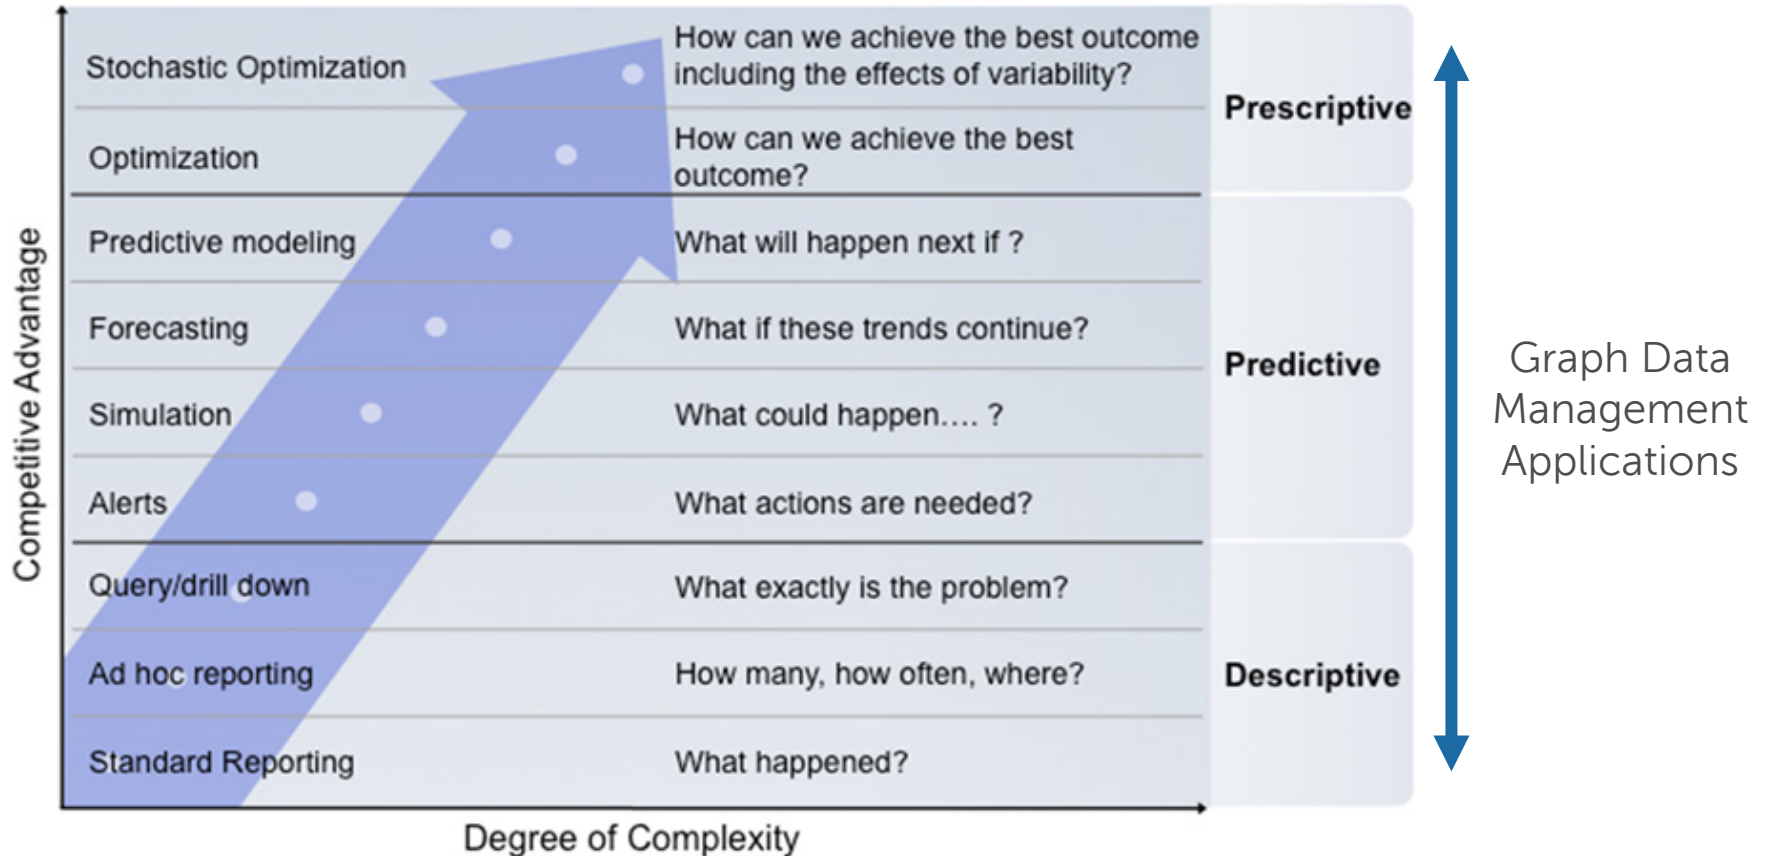 Competitive Advantage
Stochastic Optimization
How can we achieve the best outcome
including the effects of variability?
Optimization
How can we achieve the best
outcome?
Prescriptive
Predictive modeling
What will happen next if ?
Forecasting
What if these trends continue?
Simulation
What could happen.... ?
Alerts
What actions are needed?
Predictive
Query/drill down
What exactly is the problem?
Ad hoc reporting
How many, how often, where?
Standard Reporting
What happened?
Descriptive
Degree of Complexity
Graph Data
Management
Applications